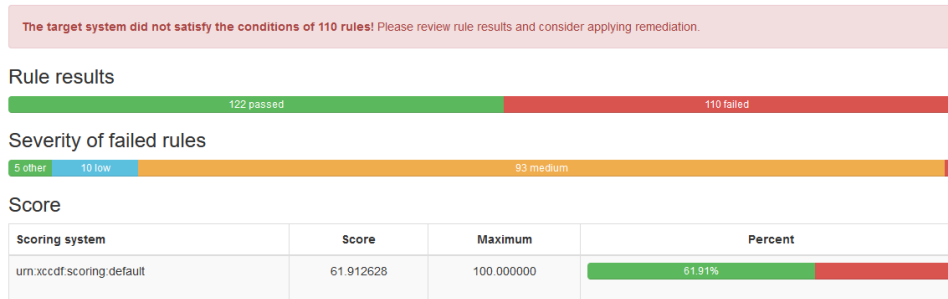 The target system did not satisfy the conditions of 110 rules! Please review rule results and consider applying remediation.
Rule results
122 passed 110 failed
Severity of failed rules
5 other 10 low 93 medium
Score
Scoring system Score Maximum Percent
urn:xccdf:scoring:default 61.912628 100.000000 61.91%